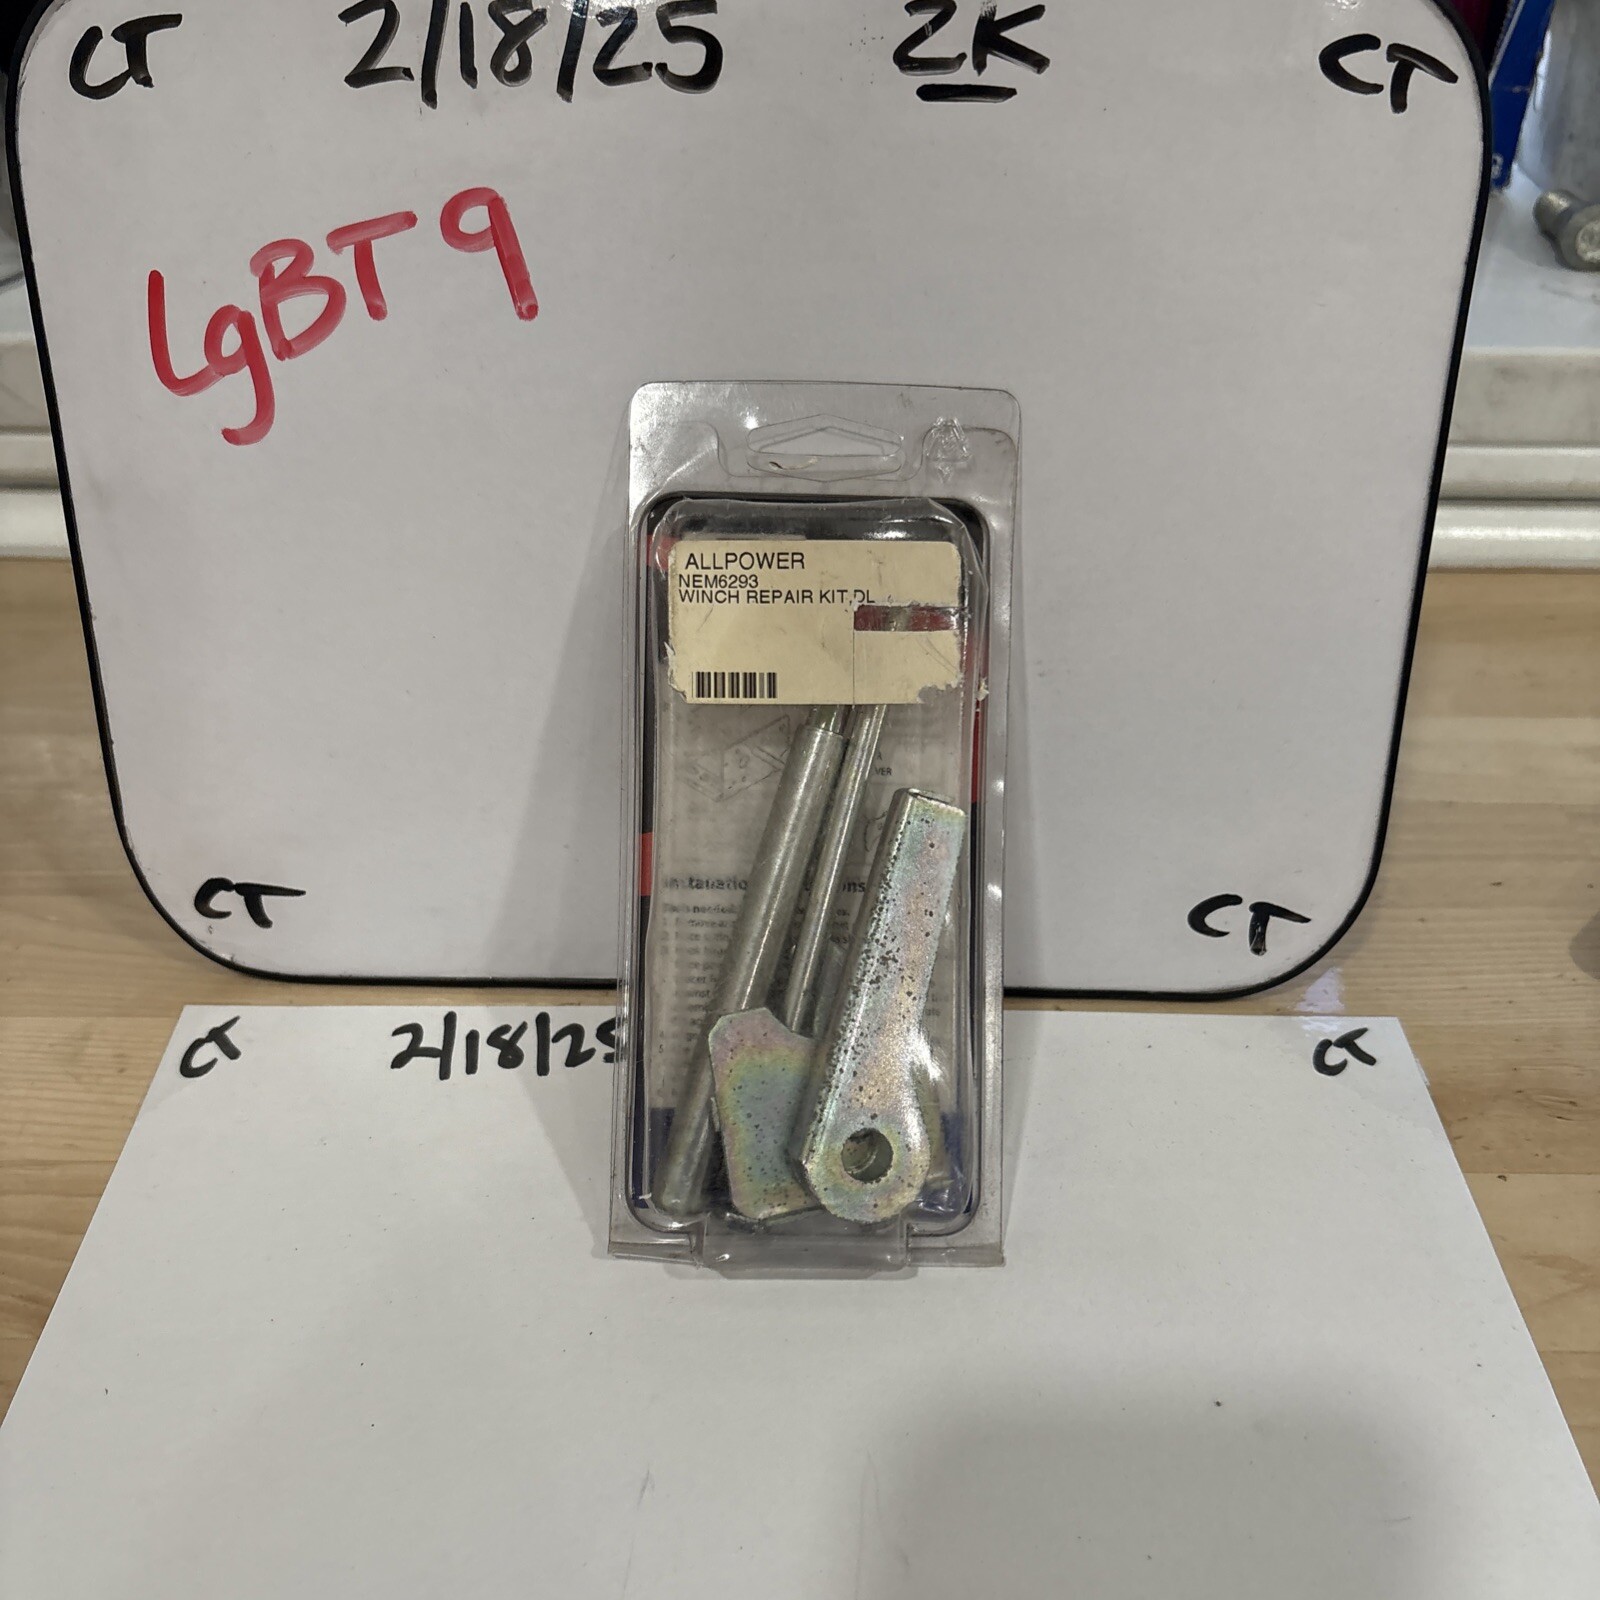 CT 2/18/25 2K CT
LgBT9
ALLPOWER
NEM6293
WINCH REPAIR KIT,DL
VER
CT
CT
CT 2/18/25 CT